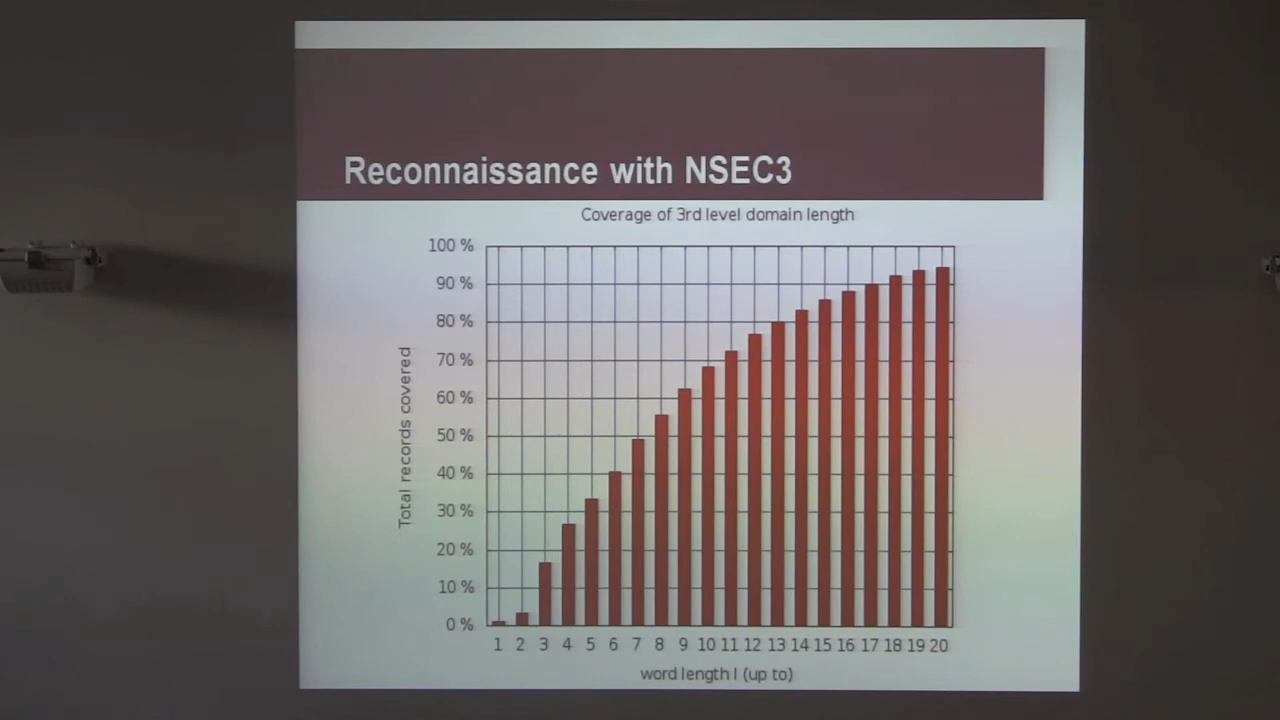 Reconnaissance with NSEC3
Coverage of 3rd level domain length
100 %
90 %
80 %
70 %
60 %
50 %
40 %
30 %
20 %
10 %
0 %
Total records covered
1 2 3 4 5 6 7 8 9 10 11 12 13 14 15 16 17 18 19 20
word length l (up to)